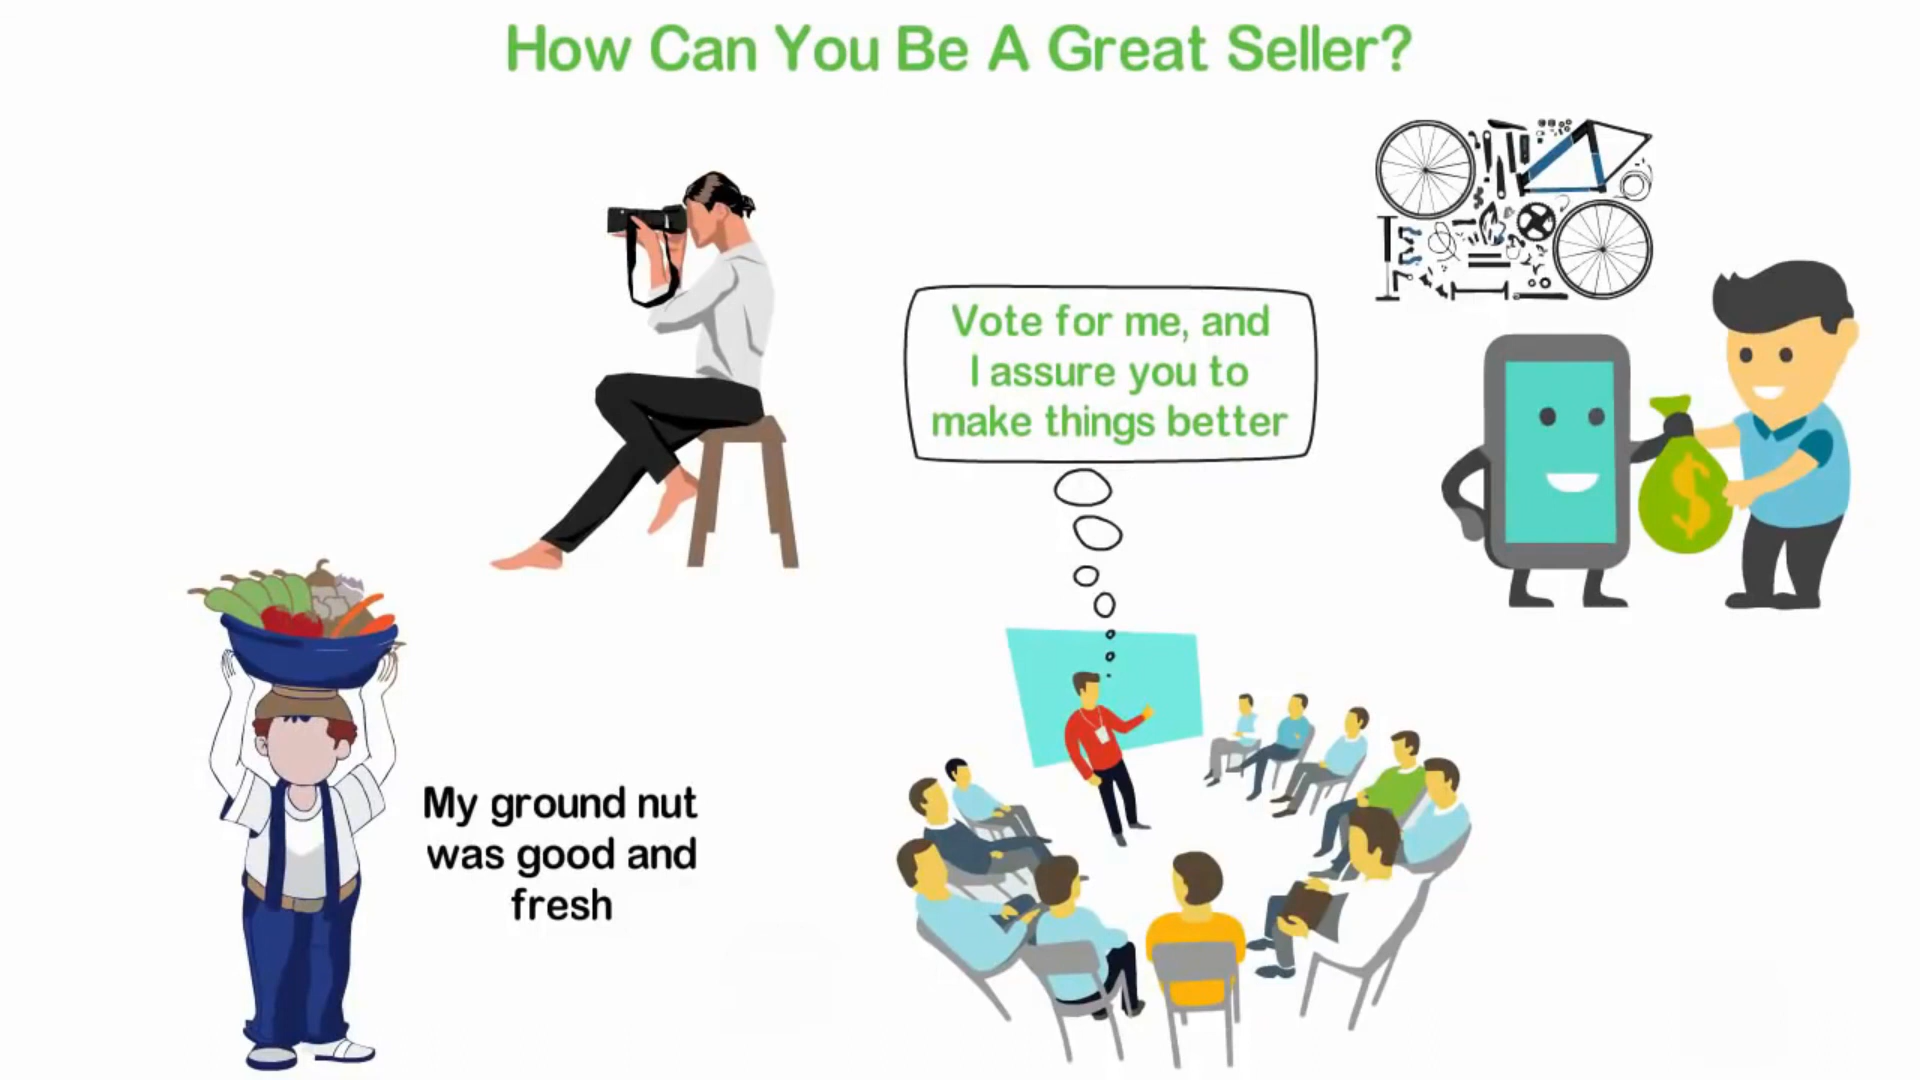 How Can You Be A Great Seller?
Vote for me, and
I assure you to
make things better
$
My ground nut
was good and
fresh